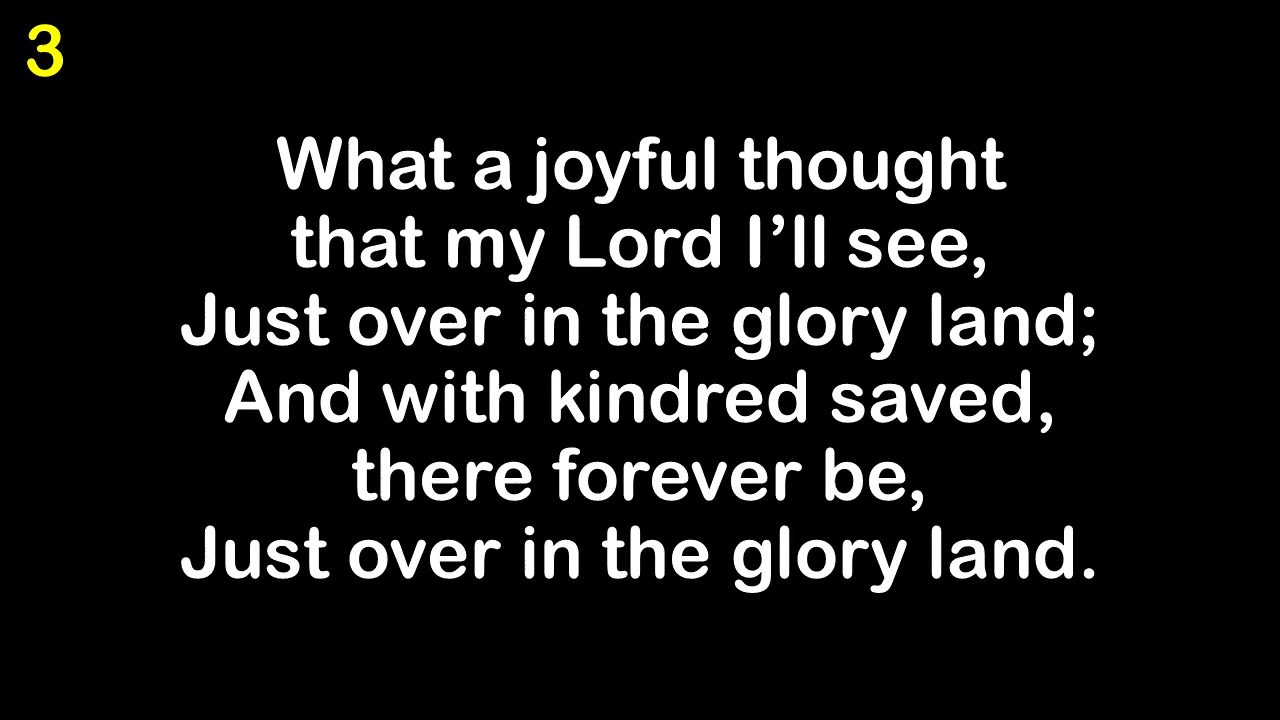 3
What a joyful thought
that my Lord I’ll see,
Just over in the glory land;
And with kindred saved,
there forever be,
Just over in the glory land.